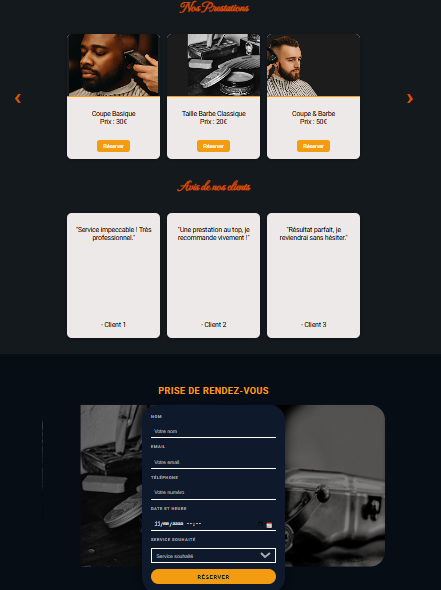 Nos Prestations
Coupe Basique
Prix : 30€
Réserver
Taille Barbe Classique
Prix : 20€
Réserver
Coupe & Barbe
Prix : 50€
Réserver
Avis de nos clients
"Service impeccable ! Très
professionnel."
- Client 1
"Une prestation au top, je
recommande vivement !"
- Client 2
"Résultat parfait, je
reviendrai sans hésiter."
- Client 3
PRISE DE RENDEZ-VOUS
NOM
Votre nom
EMAIL
Votre email
TÉLÉPHONE
Votre numéro
DATE ET HEURE
SERVICE SOUHAITÉ
Service souhaité
RÉSERVER